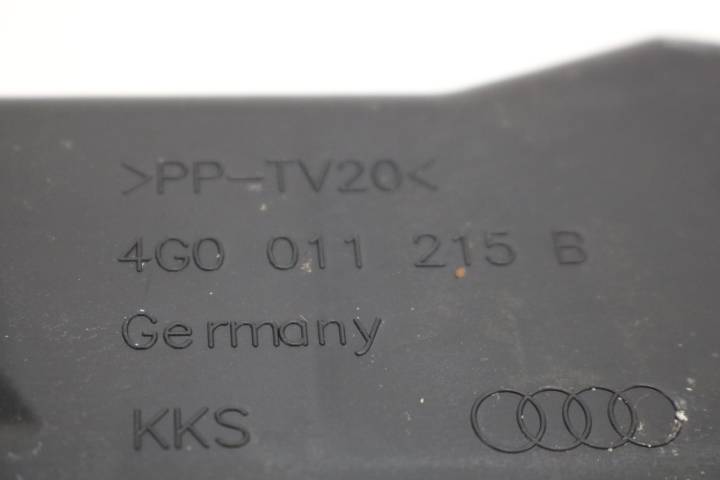 >PP-TV20<
4G0 011 215 B
Germany
KKS